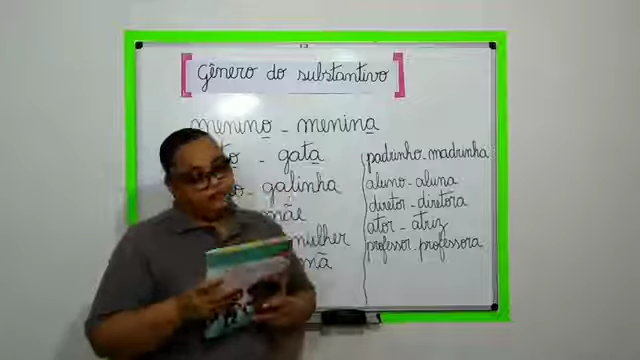 gênero do substantivo
menino - menina
- gata
- galinha
mãe
mulher
padrinho - madrinha
aluno - aluna
diretor - diretora
ator - atriz
professor - professora